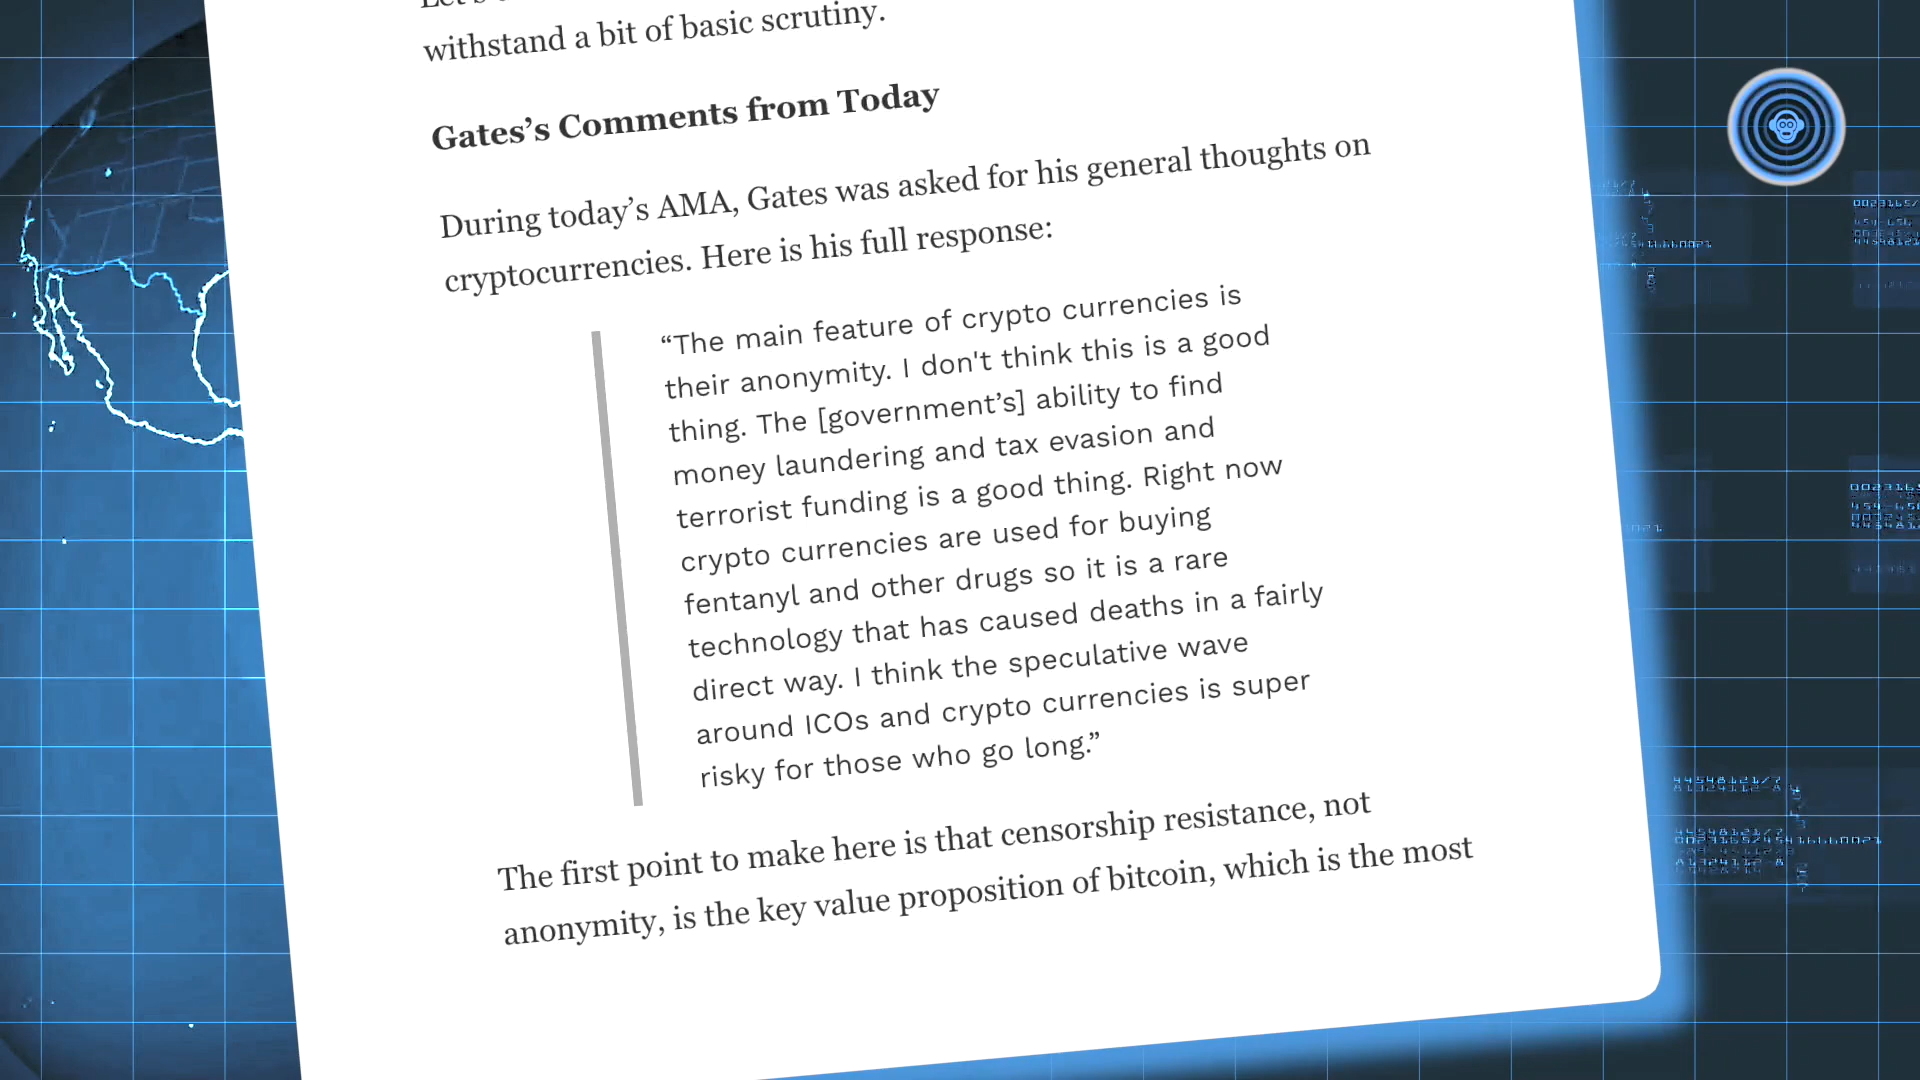 withstand a bit of basic scrutiny.
Gates’s Comments from Today
During today’s AMA, Gates was asked for his general thoughts on
cryptocurrencies. Here is his full response:
“The main feature of crypto currencies is
their anonymity. I don't think this is a good
thing. The [government’s] ability to find
money laundering and tax evasion and
terrorist funding is a good thing. Right now
crypto currencies are used for buying
fentanyl and other drugs so it is a rare
technology that has caused deaths in a fairly
direct way. I think the speculative wave
around ICOs and crypto currencies is super
risky for those who go long.”
The first point to make here is that censorship resistance, not
anonymity, is the key value proposition of bitcoin, which is the most